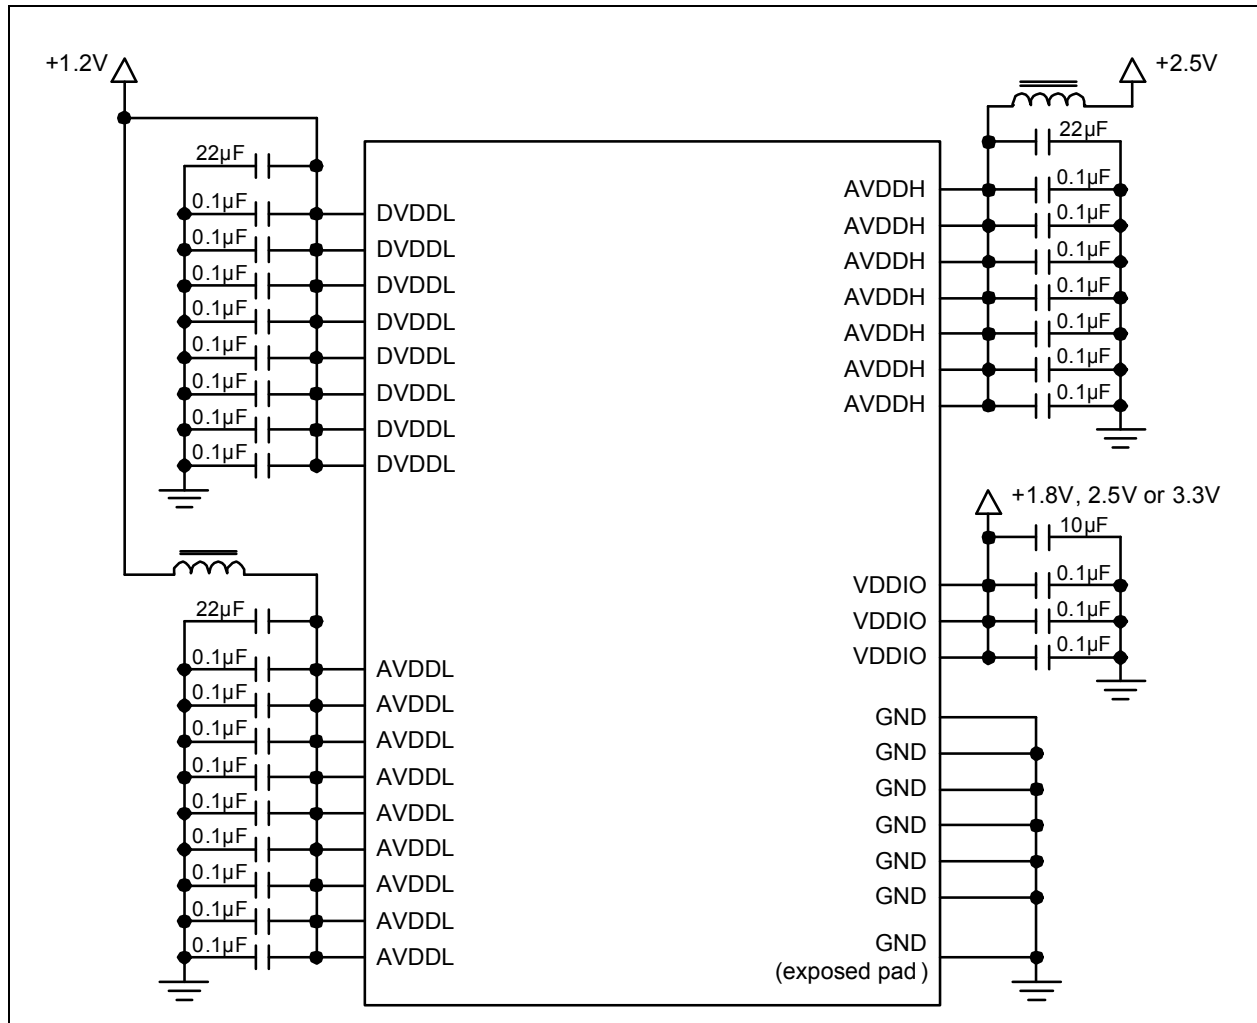 +1.2V
22µF
0.1µF
DVDDL
0.1µF
DVDDL
0.1µF
DVDDL
0.1µF
DVDDL
0.1µF
DVDDL
0.1µF
DVDDL
0.1µF
DVDDL
0.1µF
DVDDL
22µF
0.1µF
AVDDL
0.1µF
AVDDL
0.1µF
AVDDL
0.1µF
AVDDL
0.1µF
AVDDL
0.1µF
AVDDL
0.1µF
AVDDL
0.1µF
AVDDL
0.1µF
AVDDL
+2.5V
22µF
AVDDH
0.1µF
AVDDH
0.1µF
AVDDH
0.1µF
AVDDH
0.1µF
AVDDH
0.1µF
AVDDH
0.1µF
AVDDH
0.1µF
+1.8V, 2.5V or 3.3V
10µF
VDDIO
0.1µF
VDDIO
0.1µF
VDDIO
0.1µF
GND
GND
GND
GND
GND
GND
GND
(exposed pad)